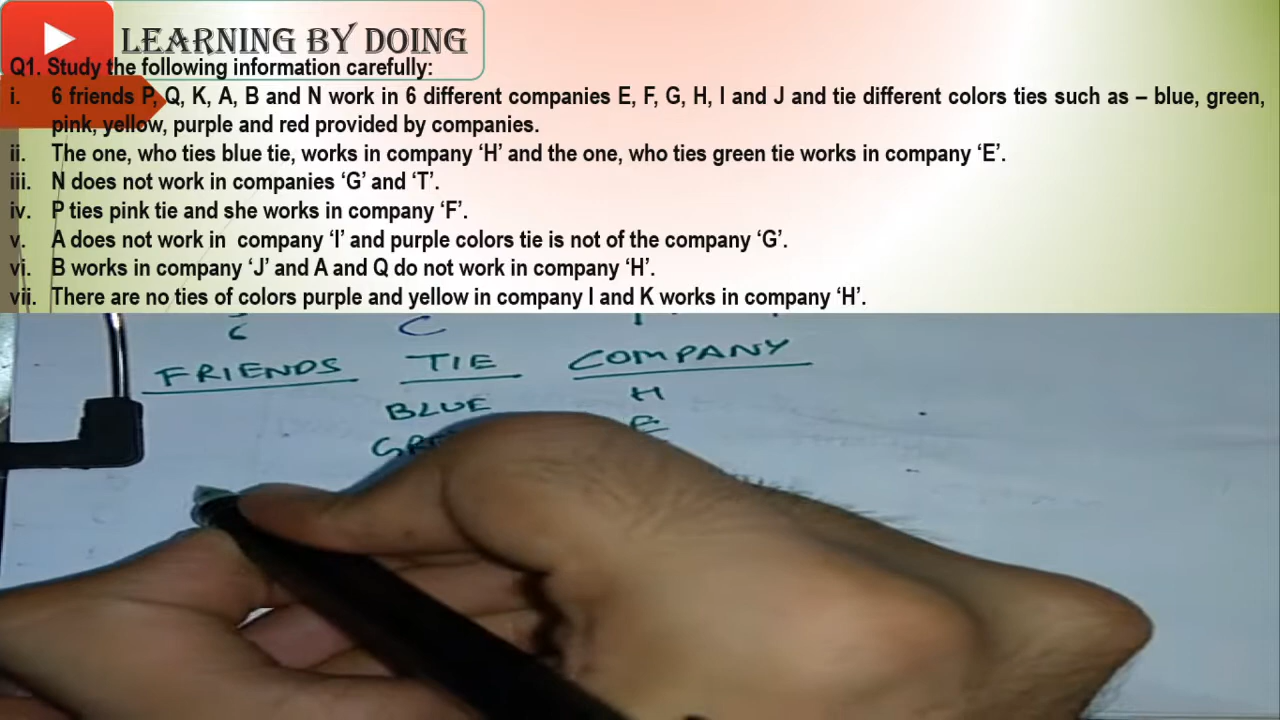 LEARNING BY DOING
Q1. Study the following information carefully:
i. 6 friends P, Q, K, A, B and N work in 6 different companies E, F, G, H, I and J and tie different colors ties such as – blue, green,
pink, yellow, purple and red provided by companies.
ii. The one, who ties blue tie, works in company ‘H’ and the one, who ties green tie works in company ‘E’.
iii. N does not work in companies ‘G’ and ‘T’.
iv. P ties pink tie and she works in company ‘F’.
v. A does not work in company ‘I’ and purple colors tie is not of the company ‘G’.
vi. B works in company ‘J’ and A and Q do not work in company ‘H’.
vii. There are no ties of colors purple and yellow in company I and K works in company ‘H’.
6 C
FRIENDS TIE COMPANY
BLUE H
E